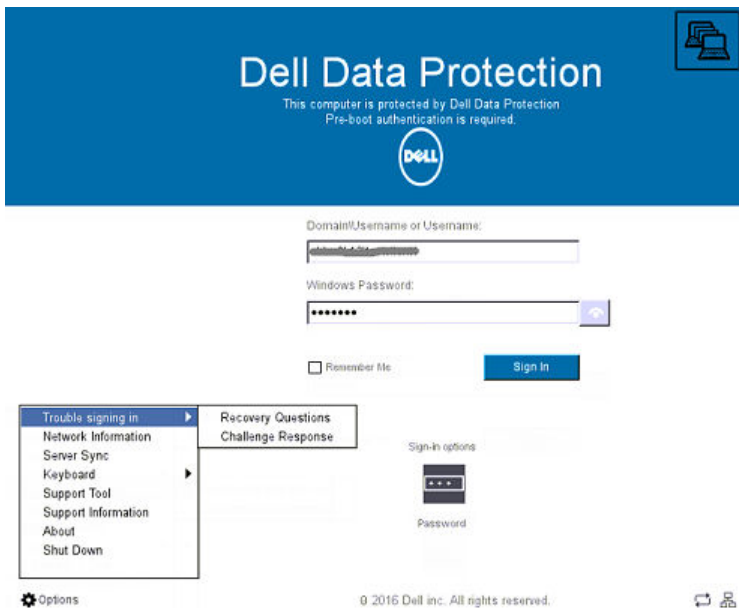 Dell Data Protection
This computer is protected by Dell Data Protection
Pre-boot authentication is required.
DELL
Domain\Username or Username:
Windows Password:
Remember Me
Sign In
Trouble signing in
Recovery Questions
Network Information
Challenge Response
Server Sync
Keyboard
Support Tool
Support Information
About
Shut Down
Sign-in options
Password
Options
© 2016 Dell inc. All rights reserved.